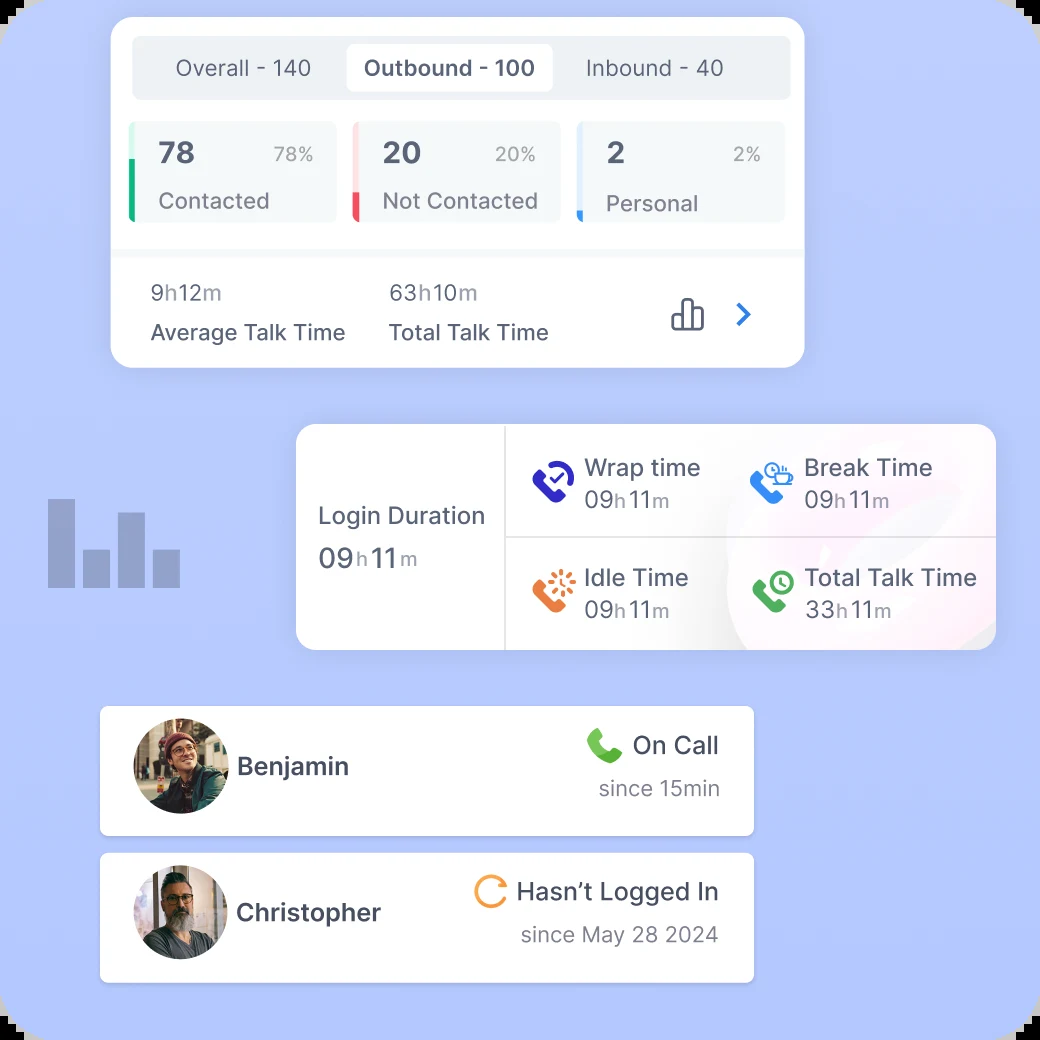 Overall - 140
Outbound - 100
Inbound - 40
78
78%
Contacted
20
20%
Not Contacted
2
2%
Personal
9h12m
Average Talk Time
63h10m
Total Talk Time
Login Duration
09h11m
Wrap time
09h11m
Break Time
09h11m
Idle Time
09h11m
Total Talk Time
33h11m
Benjamin
On Call
since 15min
Christopher
Hasn’t Logged In
since May 28 2024